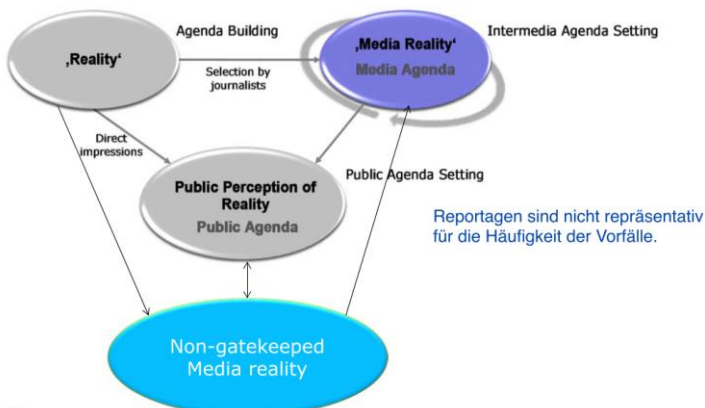 Agenda Building
Intermedia Agenda Setting
‚Reality‘
‚Media Reality‘
Media Agenda
Selection by
journalists
Direct
impressions
Public Agenda Setting
Public Perception of
Reality
Public Agenda
Reportagen sind nicht repräsentativ
für die Häufigkeit der Vorfälle.
Non-gatekeeped
Media reality